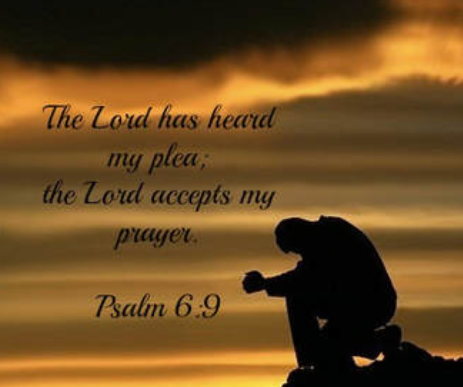 The Lord has heard
my plea;
the Lord accepts my
prayer.
Psalm 6:9